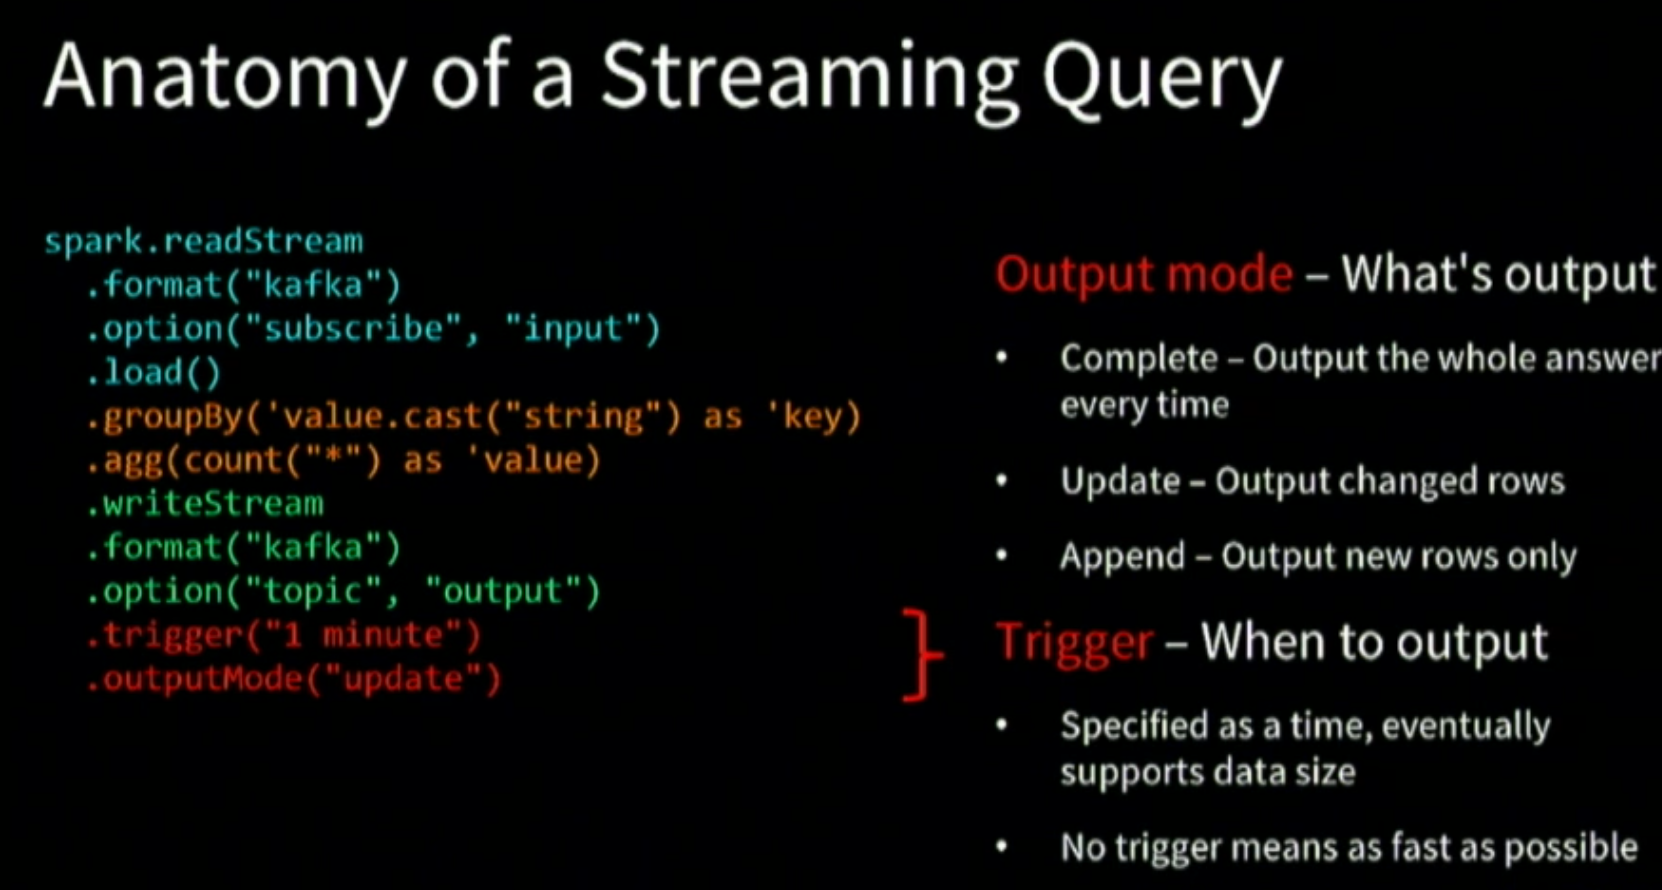 Anatomy of a Streaming Query
spark.readStream
.format("kafka")
.option("subscribe", "input")
.load()
.groupBy('value.cast("string") as 'key)
.agg(count("*") as 'value)
.writeStream
.format("kafka")
.option("topic", "output")
.trigger("1 minute")
.outputMode("update")
Output mode – What's output
• Complete – Output the whole answer
every time
• Update – Output changed rows
• Append – Output new rows only
Trigger – When to output
• Specified as a time, eventually
supports data size
• No trigger means as fast as possible